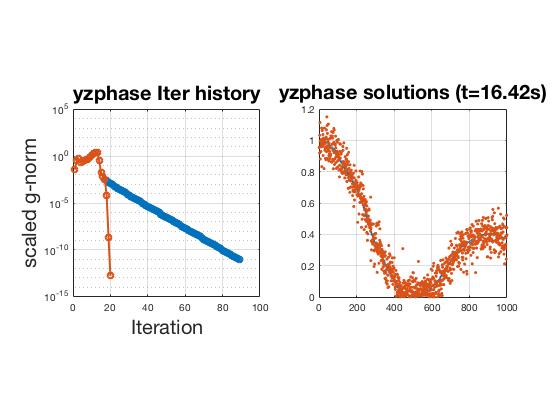 yzphase Iter history
scaled g-norm
10^5
10^0
10^-5
10^-10
10^-15
0 20 40 60 80 100
Iteration
yzphase solutions (t=16.42s)
1.2
1
0.8
0.6
0.4
0.2
0
0 200 400 600 800 1000